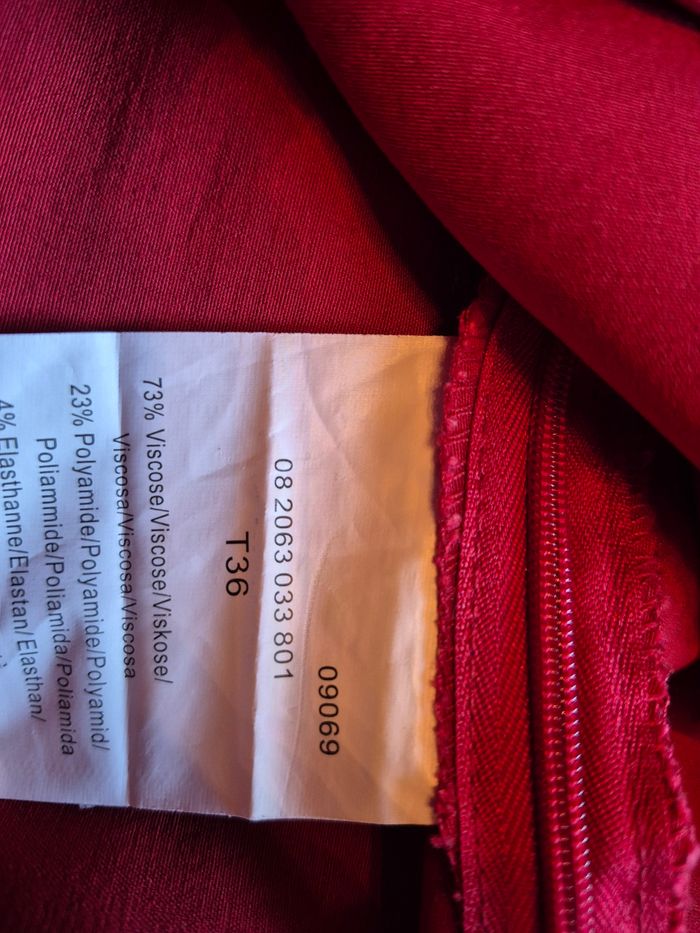 09069
08 2063 033 801
T36
73% Viscose/Viscose/Viskose/
Viscosa/Viscosa/Viscosa
23% Polyamide/Polyamide/Polyamid/
Poliammide/Poliamida/Poliamida
4% Elasthanne/Elastan/Elasthan/